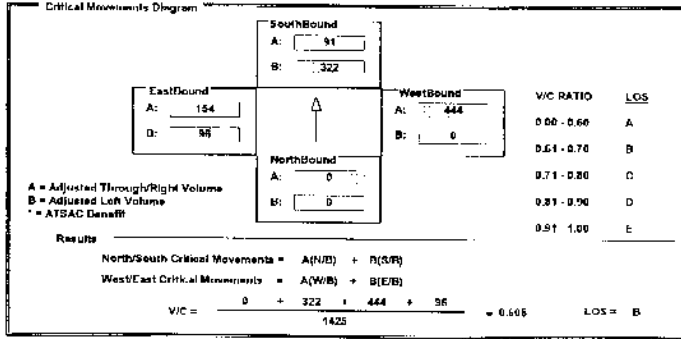 Critical Movements Diagram
SouthBound
A: 91
B: 322
EastBound
A: 154
B: 96
WestBound
A: 444
B: 0
NorthBound
A: 0
B: 0
V/C RATIO LOS
0.00 - 0.60 A
0.61 - 0.70 B
0.71 - 0.80 C
0.81 - 0.90 D
0.91 1.00 E
A = Adjusted Through/Right Volume
B = Adjusted Left Volume
* = ATSAC Benefit
Results
North/South Critical Movements = A(N/B) + B(S/B)
West/East Critical Movements = A(W/B) + B(E/B)
V/C = 0 + 322 + 444 + 96 = LOS = B
1425